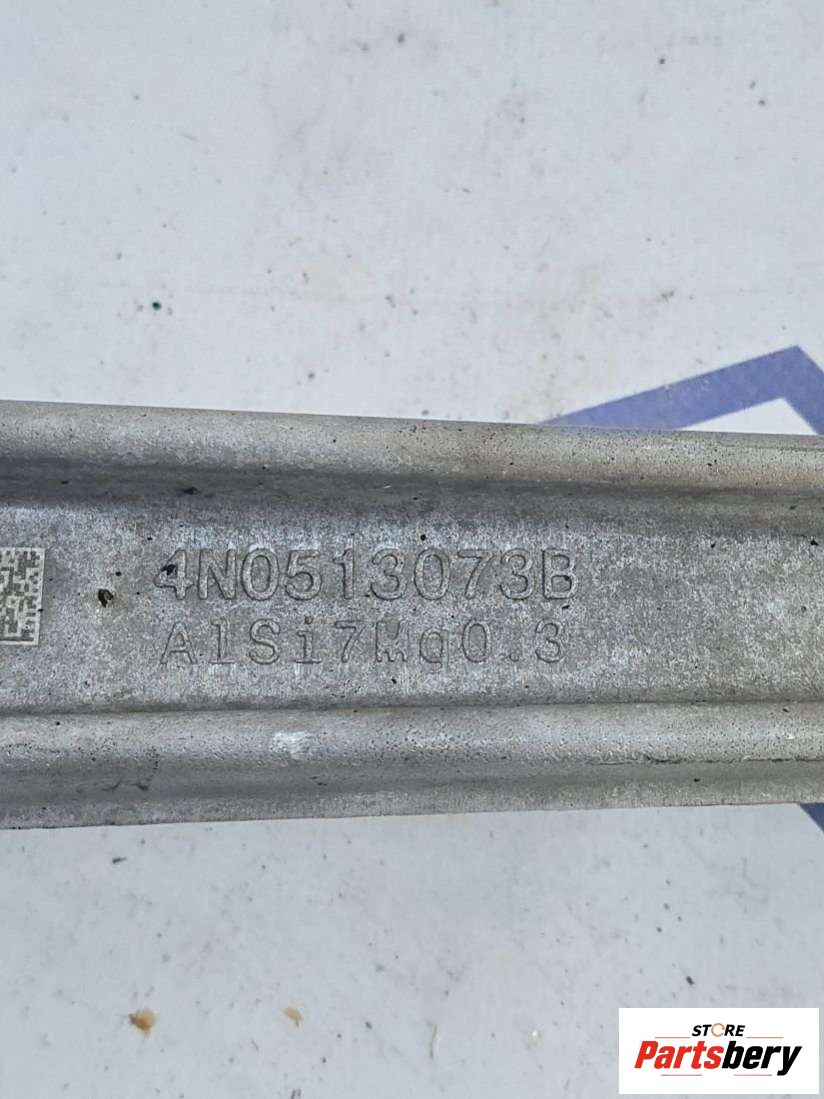 4N0513073B
AlSi7Mg0.3
STORE
Partsbery